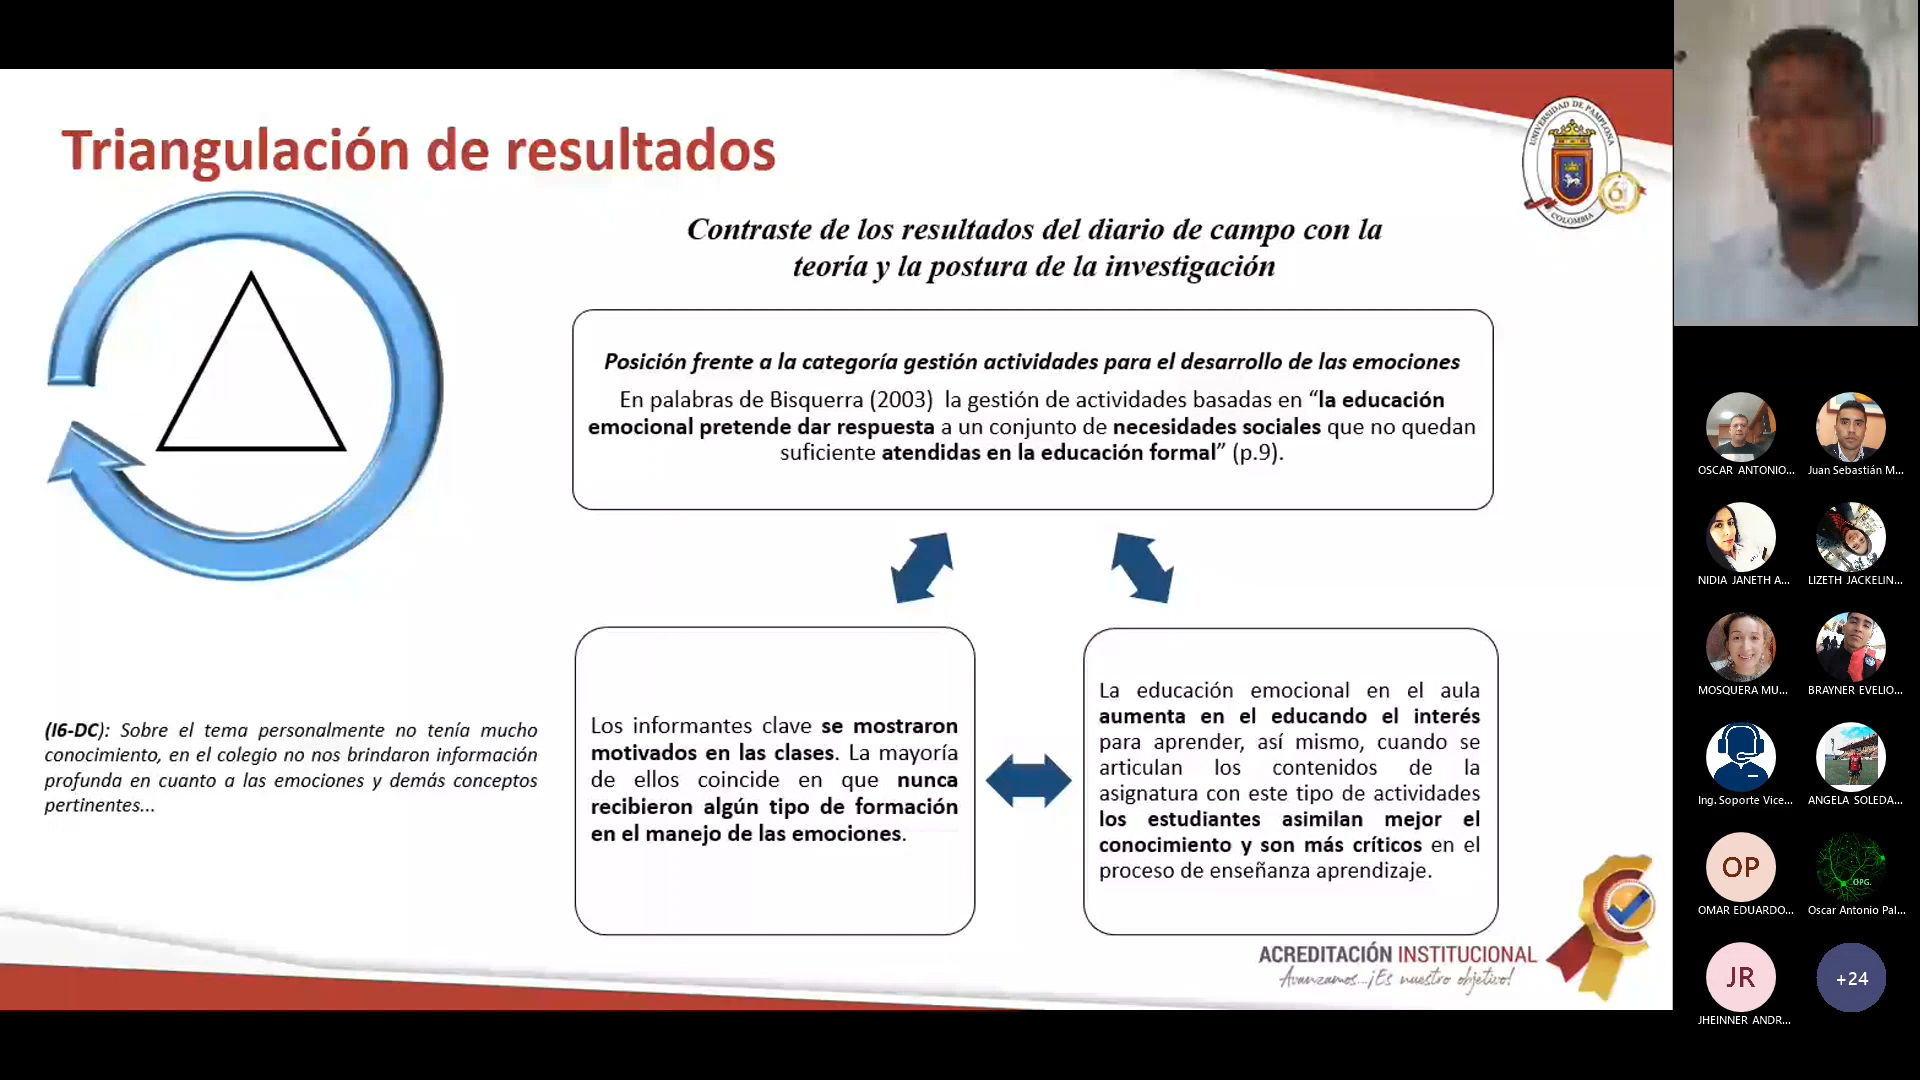 Triangulación de resultados
UNIVERSIDAD DE PAMPLONA
COLOMBIA
Contraste de los resultados del diario de campo con la
teoría y la postura de la investigación
Posición frente a la categoría gestión actividades para el desarrollo de las emociones
En palabras de Bisquerra (2003) la gestión de actividades basadas en “la educación
emocional pretende dar respuesta a un conjunto de necesidades sociales que no quedan
suficiente atendidas en la educación formal” (p.9).
(I6-DC): Sobre el tema personalmente no tenía mucho
conocimiento, en el colegio no nos brindaron información
profunda en cuanto a las emociones y demás conceptos
pertinentes...
Los informantes clave se mostraron
motivados en las clases. La mayoría
de ellos coincide en que nunca
recibieron algún tipo de formación
en el manejo de las emociones.
La educación emocional en el aula
aumenta en el educando el interés
para aprender, así mismo, cuando se
articulan los contenidos de la
asignatura con este tipo de actividades
los estudiantes asimilan mejor el
conocimiento y son más críticos en el
proceso de enseñanza aprendizaje.
ACREDITACIÓN INSTITUCIONAL
Avanzamos...¡Es nuestro objetivo!
OSCAR ANTONIO...
Juan Sebastián M...
NIDIA JANETH A...
LIZETH JACKELIN...
MOSQUERA MU...
BRAYNER EVELIO...
Ing. Soporte Vice...
ANGELA SOLEDA...
OP
OPG.
OMAR EDUARDO...
Oscar Antonio Pal...
JR
+24
JHEINNER ANDR...